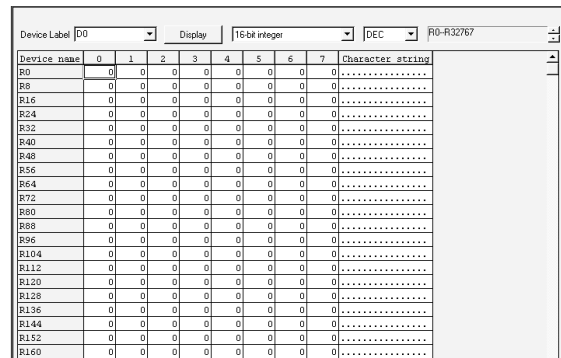 Device Label D0 Display 16-bit integer DEC R0-R32767
Device name 0 1 2 3 4 5 6 7 Character string
R0 0 0 0 0 0 0 0 0 ................
R8 0 0 0 0 0 0 0 0 ................
R16 0 0 0 0 0 0 0 0 ................
R24 0 0 0 0 0 0 0 0 ................
R32 0 0 0 0 0 0 0 0 ................
R40 0 0 0 0 0 0 0 0 ................
R48 0 0 0 0 0 0 0 0 ................
R56 0 0 0 0 0 0 0 0 ................
R64 0 0 0 0 0 0 0 0 ................
R72 0 0 0 0 0 0 0 0 ................
R80 0 0 0 0 0 0 0 0 ................
R88 0 0 0 0 0 0 0 0 ................
R96 0 0 0 0 0 0 0 0 ................
R104 0 0 0 0 0 0 0 0 ................
R112 0 0 0 0 0 0 0 0 ................
R120 0 0 0 0 0 0 0 0 ................
R128 0 0 0 0 0 0 0 0 ................
R136 0 0 0 0 0 0 0 0 ................
R144 0 0 0 0 0 0 0 0 ................
R152 0 0 0 0 0 0 0 0 ................
R160 0 0 0 0 0 0 0 0 ................